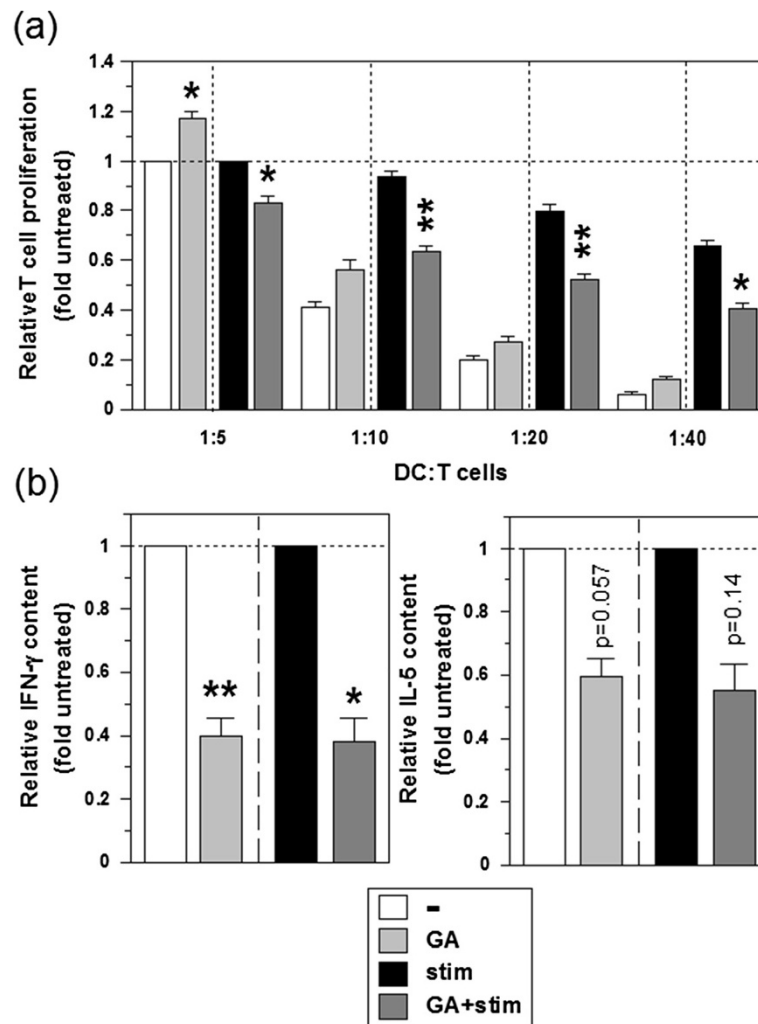 (a)
RelativeT cell proliferation
(fold untreaetd)
1.4
1.2
1
0.8
0.6
0.4
0.2
0
*
*
**
**
*
1:5 1:10 1:20 1:40
DC:T cells
(b)
Relative IFN-γ content
(fold untreated)
1
0.8
0.6
0.4
0.2
0
**
*
Relative IL-5 content
(fold untreated)
1
0.8
0.6
0.4
0.2
0
p=0.057
p=0.14
-
GA
stim
GA+stim